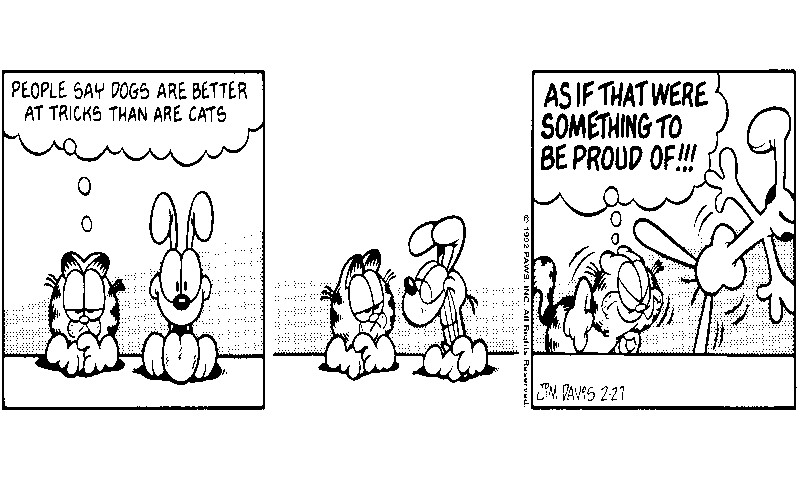 PEOPLE SAY DOGS ARE BETTER
AT TRICKS THAN ARE CATS
© 1992 PAWS, INC. All Rights Reserved.
AS IF THAT WERE
SOMETHING TO
BE PROUD OF!!!
JIM DAVIS 2-27